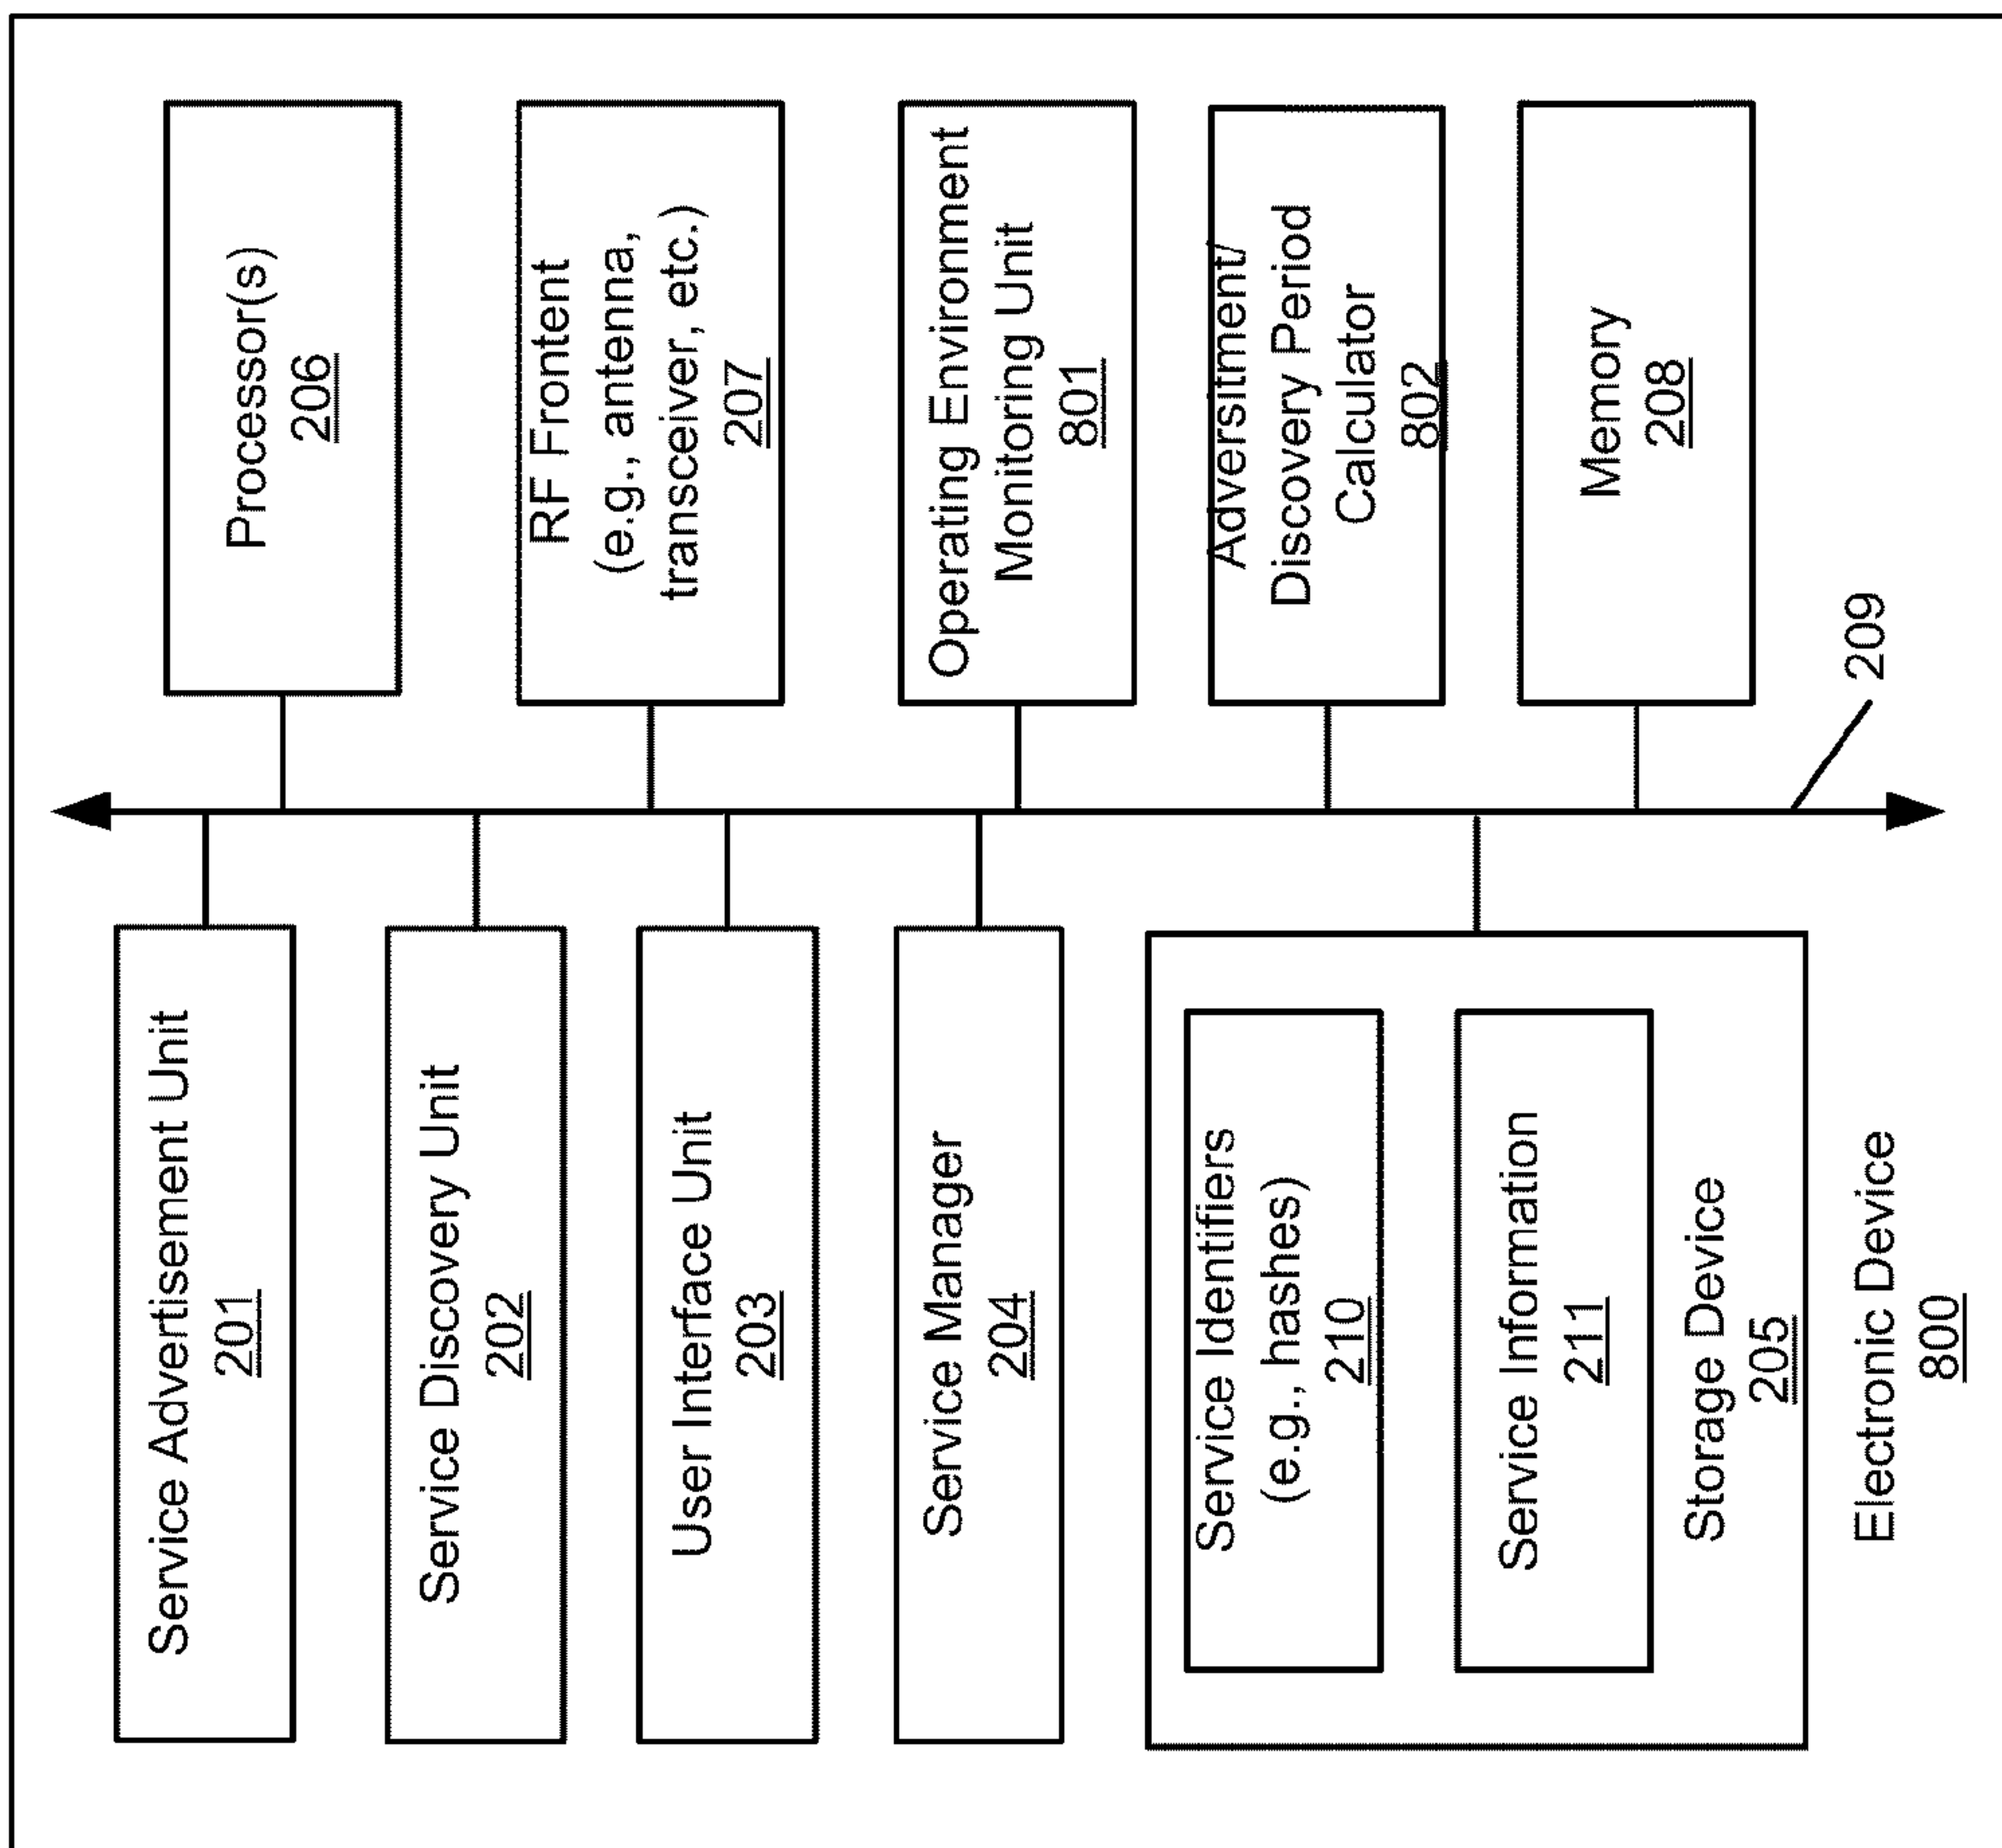 Service Advertisement Unit
201
Service Discovery Unit
202
User Interface Unit
203
Service Manager
204
Service Identifiers
(e.g., hashes)
210
Service Information
211
Storage Device
205
Electronic Device
800
Processor(s)
206
RF Frontent
(e.g., antenna,
transceiver, etc.)
207
Operating Environment
Monitoring Unit
801
Adversitment/
Discovery Period
Calculator
802
Memory
208
209